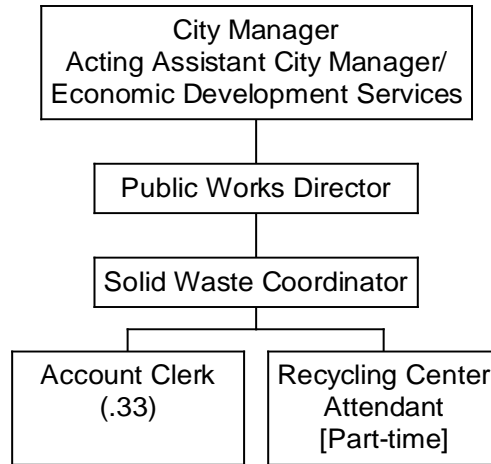 City Manager
Acting Assistant City Manager/
Economic Development Services
Public Works Director
Solid Waste Coordinator
Account Clerk
(.33)
Recycling Center
Attendant
[Part-time]